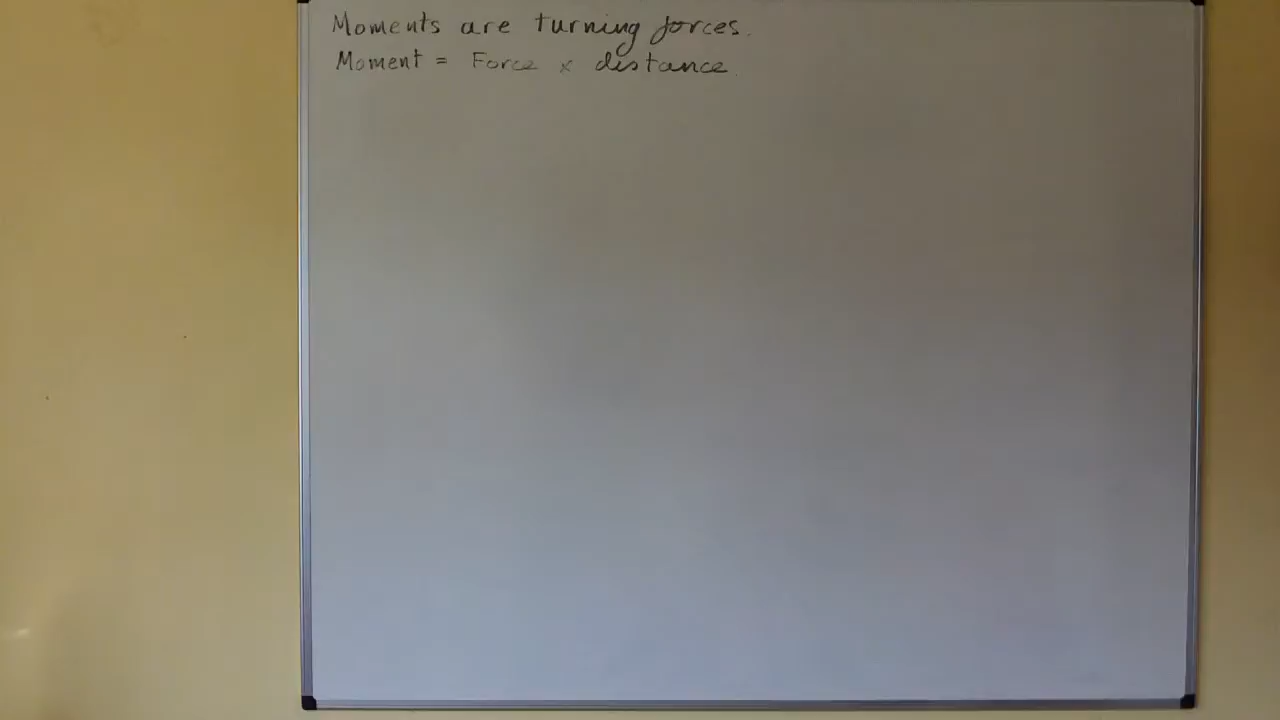 Moments are turning forces.
Moment = Force x distance.